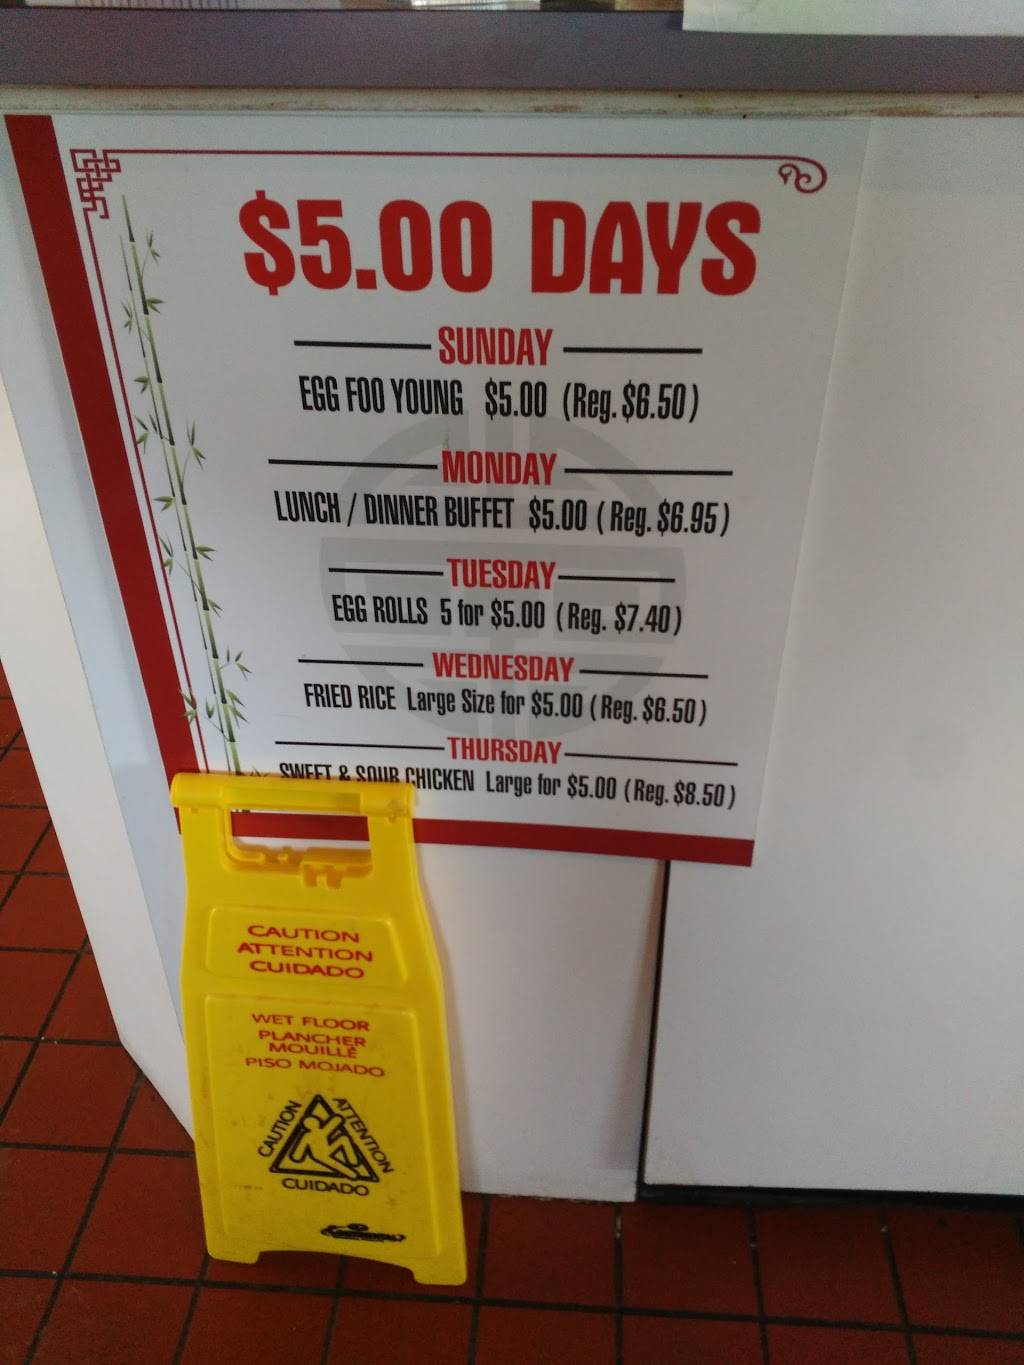 $5.00 DAYS
SUNDAY
EGG FOO YOUNG $5.00 (Reg. $6.50)
MONDAY
LUNCH / DINNER BUFFET $5.00 (Reg. $6.95)
TUESDAY
EGG ROLLS 5 for $5.00 (Reg. $7.40)
WEDNESDAY
FRIED RICE Large Size for $5.00 (Reg. $6.50)
THURSDAY
SWEET & SOUR CHICKEN Large for $5.00 (Reg. $8.50)
CAUTION
ATTENTION
CUIDADO
WET FLOOR
PLANCHER
MOUILLÉ
PISO MOJADO
CAUTION
ATTENTION
CUIDADO